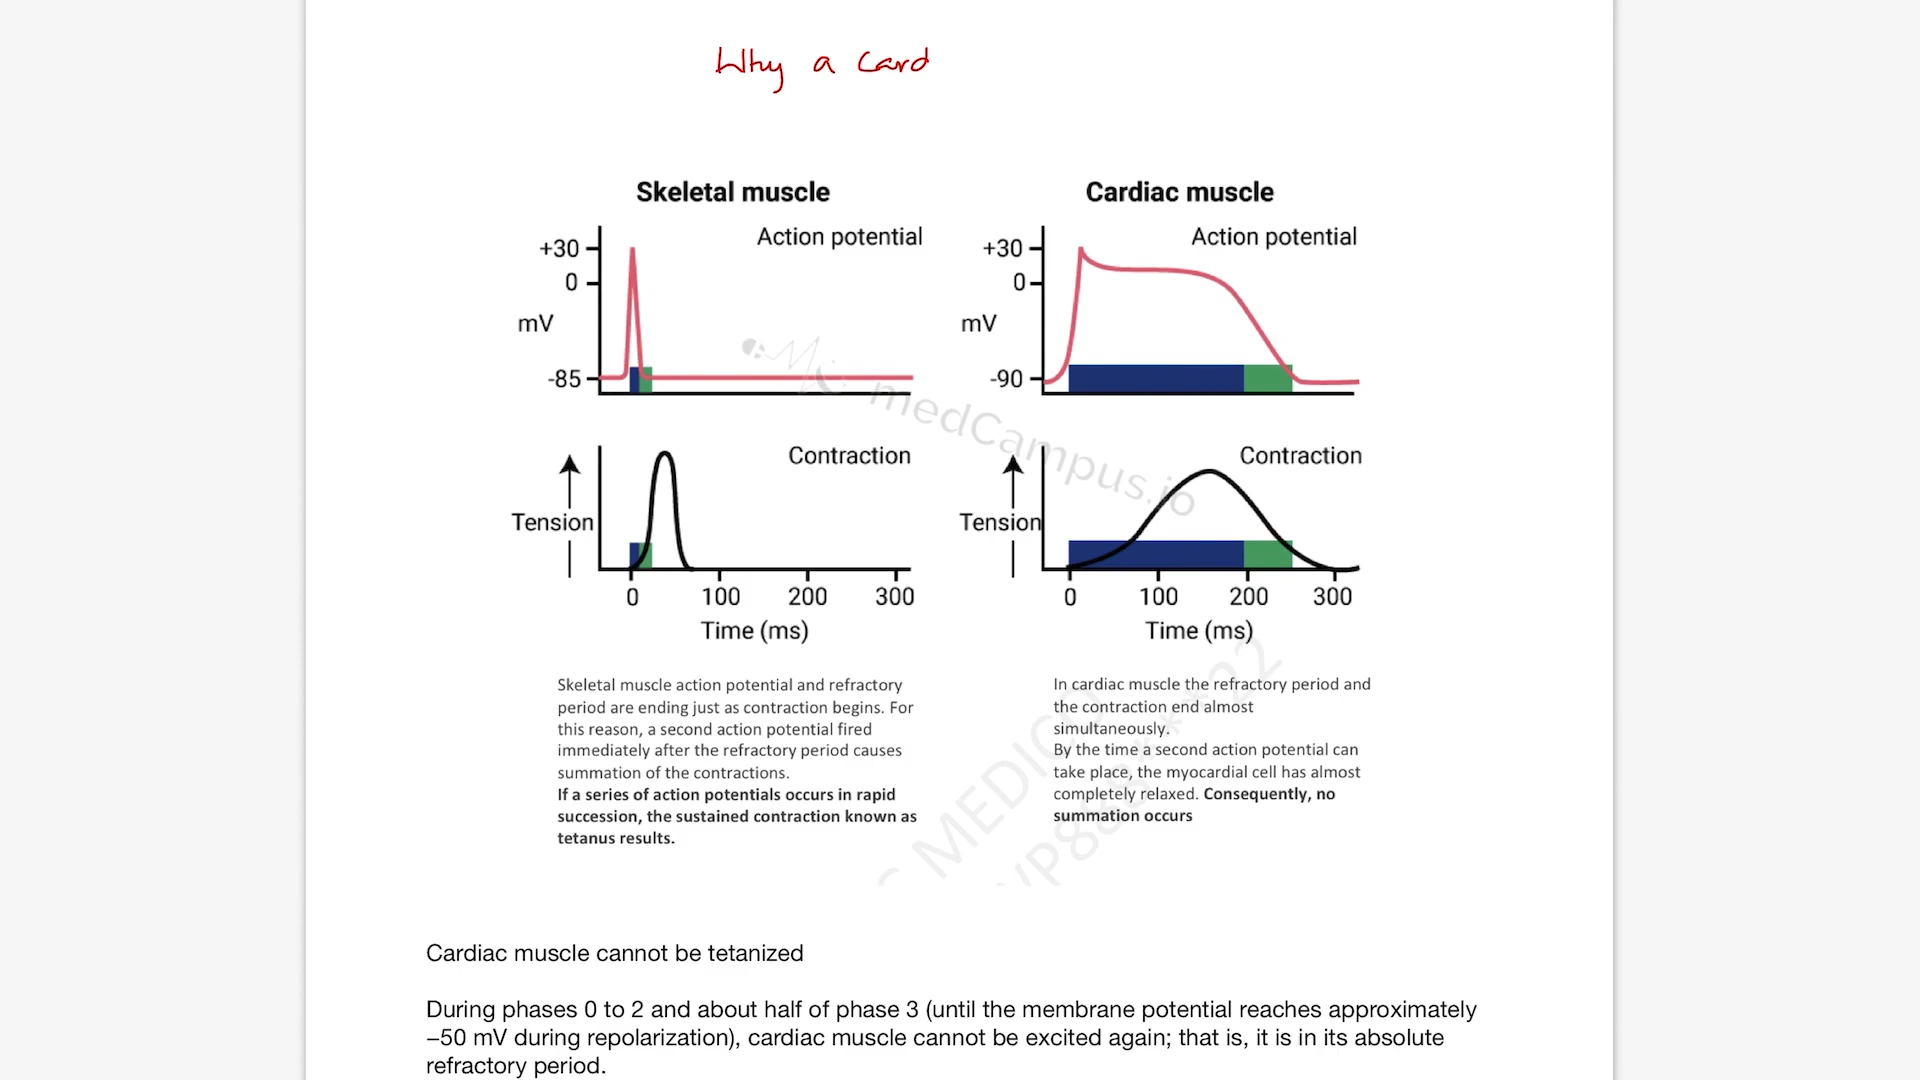 Why a Card
Skeletal muscle
Cardiac muscle
Action potential
+30
0
mV
-85
Action potential
+30
0
mV
-90
Contraction
Tension
0 100 200 300
Time (ms)
Contraction
Tension
0 100 200 300
Time (ms)
medCampus.io
Skeletal muscle action potential and refractory
period are ending just as contraction begins. For
this reason, a second action potential fired
immediately after the refractory period causes
summation of the contractions.
If a series of action potentials occurs in rapid
succession, the sustained contraction known as
tetanus results.
In cardiac muscle the refractory period and
the contraction end almost
simultaneously.
By the time a second action potential can
take place, the myocardial cell has almost
completely relaxed. Consequently, no
summation occurs
MEDICO
Cardiac muscle cannot be tetanized
During phases 0 to 2 and about half of phase 3 (until the membrane potential reaches approximately
–50 mV during repolarization), cardiac muscle cannot be excited again; that is, it is in its absolute
refractory period.